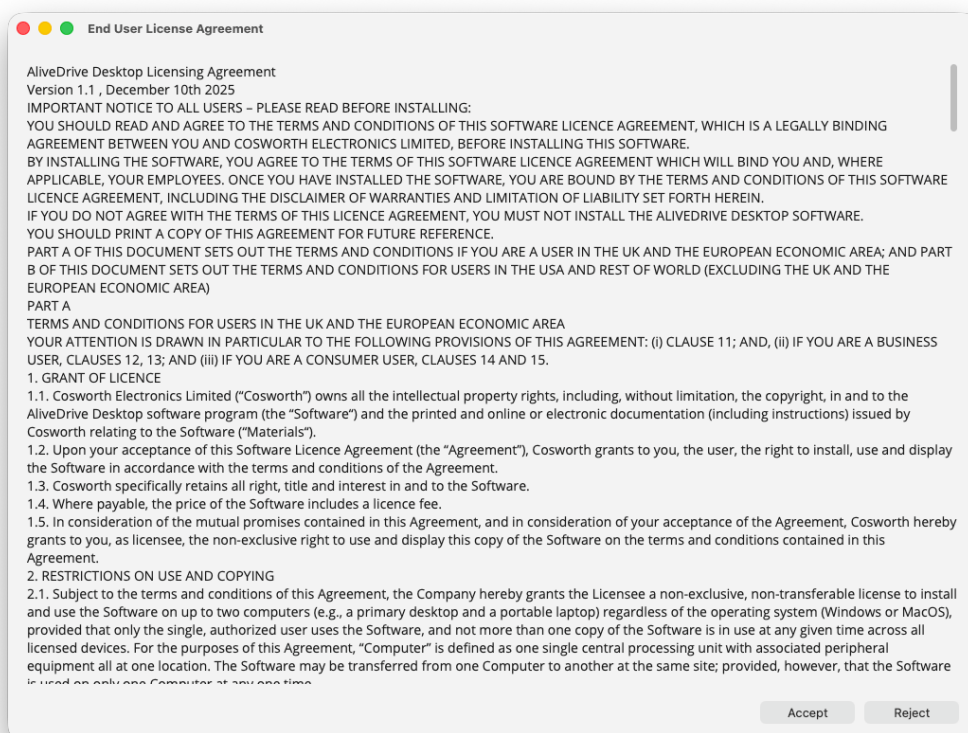 End User License Agreement
AliveDrive Desktop Licensing Agreement
Version 1.1 , December 10th 2025
IMPORTANT NOTICE TO ALL USERS – PLEASE READ BEFORE INSTALLING:
YOU SHOULD READ AND AGREE TO THE TERMS AND CONDITIONS OF THIS SOFTWARE LICENCE AGREEMENT, WHICH IS A LEGALLY BINDING
AGREEMENT BETWEEN YOU AND COSWORTH ELECTRONICS LIMITED, BEFORE INSTALLING THIS SOFTWARE.
BY INSTALLING THE SOFTWARE, YOU AGREE TO THE TERMS OF THIS SOFTWARE LICENCE AGREEMENT WHICH WILL BIND YOU AND, WHERE
APPLICABLE, YOUR EMPLOYEES. ONCE YOU HAVE INSTALLED THE SOFTWARE, YOU ARE BOUND BY THE TERMS AND CONDITIONS OF THIS SOFTWARE
LICENCE AGREEMENT, INCLUDING THE DISCLAIMER OF WARRANTIES AND LIMITATION OF LIABILITY SET FORTH HEREIN.
IF YOU DO NOT AGREE WITH THE TERMS OF THIS LICENCE AGREEMENT, YOU MUST NOT INSTALL THE ALIVEDRIVE DESKTOP SOFTWARE.
YOU SHOULD PRINT A COPY OF THIS AGREEMENT FOR FUTURE REFERENCE.
PART A OF THIS DOCUMENT SETS OUT THE TERMS AND CONDITIONS IF YOU ARE A USER IN THE UK AND THE EUROPEAN ECONOMIC AREA; AND PART
B OF THIS DOCUMENT SETS OUT THE TERMS AND CONDITIONS FOR USERS IN THE USA AND REST OF WORLD (EXCLUDING THE UK AND THE
EUROPEAN ECONOMIC AREA)
PART A
TERMS AND CONDITIONS FOR USERS IN THE UK AND THE EUROPEAN ECONOMIC AREA
YOUR ATTENTION IS DRAWN IN PARTICULAR TO THE FOLLOWING PROVISIONS OF THIS AGREEMENT: (i) CLAUSE 11; AND, (ii) IF YOU ARE A BUSINESS
USER, CLAUSES 12, 13; AND (iii) IF YOU ARE A CONSUMER USER, CLAUSES 14 AND 15.
1. GRANT OF LICENCE
1.1. Cosworth Electronics Limited (“Cosworth”) owns all the intellectual property rights, including, without limitation, the copyright, in and to the
AliveDrive Desktop software program (the “Software“) and the printed and online or electronic documentation (including instructions) issued by
Cosworth relating to the Software (“Materials“).
1.2. Upon your acceptance of this Software Licence Agreement (the “Agreement”), Cosworth grants to you, the user, the right to install, use and display
the Software in accordance with the terms and conditions of the Agreement.
1.3. Cosworth specifically retains all right, title and interest in and to the Software.
1.4. Where payable, the price of the Software includes a licence fee.
1.5. In consideration of the mutual promises contained in this Agreement, and in consideration of your acceptance of the Agreement, Cosworth hereby
grants to you, as licensee, the non-exclusive right to use and display this copy of the Software on the terms and conditions contained in this
Agreement.
2. RESTRICTIONS ON USE AND COPYING
2.1. Subject to the terms and conditions of this Agreement, the Company hereby grants the Licensee a non-exclusive, non-transferable license to install
and use the Software on up to two computers (e.g., a primary desktop and a portable laptop) regardless of the operating system (Windows or MacOS),
provided that only the single, authorized user uses the Software, and not more than one copy of the Software is in use at any given time across all
licensed devices. For the purposes of this Agreement, “Computer” is defined as one single central processing unit with associated peripheral
equipment all at one location. The Software may be transferred from one Computer to another at the same site; provided, however, that the Software
is used on only one Computer at any one time.
Accept
Reject